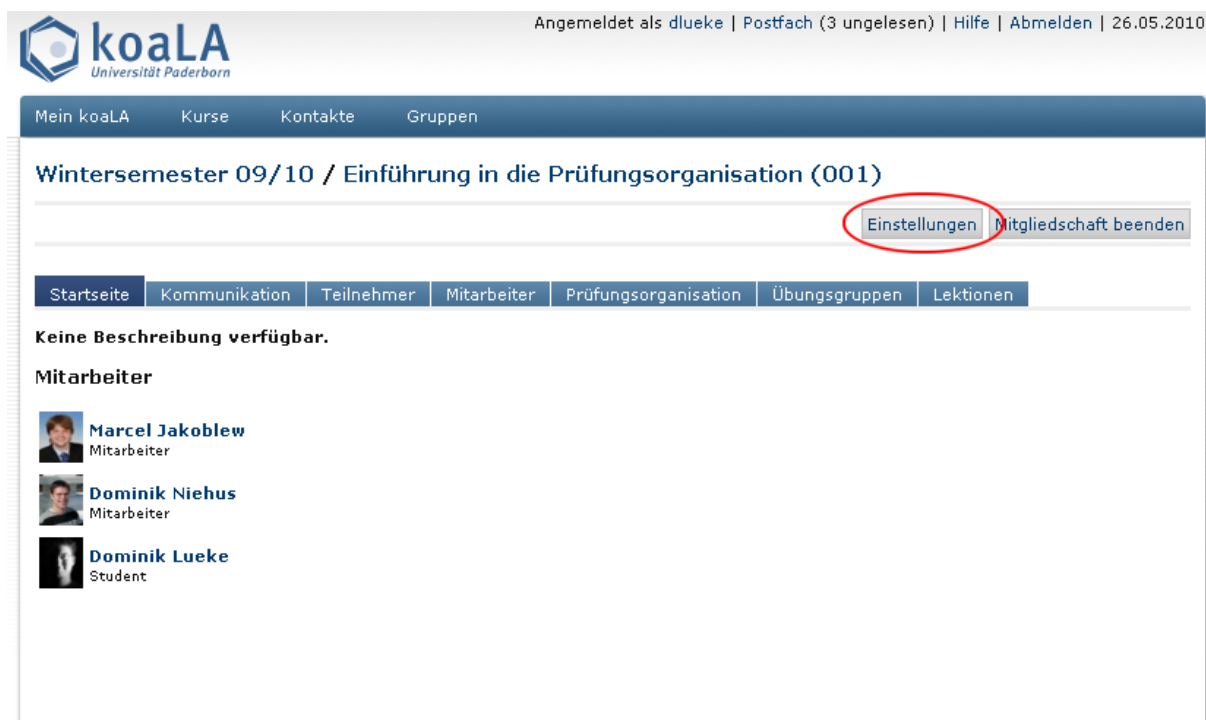 Angemeldet als dlueke | Postfach (3 ungelesen) | Hilfe | Abmelden | 26.05.2010
koaLA
Universität Paderborn
Mein koaLA Kurse Kontakte Gruppen
Wintersemester 09/10 / Einführung in die Prüfungsorganisation (001)
Einstellungen Mitgliedschaft beenden
Startseite Kommunikation Teilnehmer Mitarbeiter Prüfungsorganisation Übungsgruppen Lektionen
Keine Beschreibung verfügbar.
Mitarbeiter
Marcel Jakoblew
Mitarbeiter
Dominik Niehus
Mitarbeiter
Dominik Lueke
Student